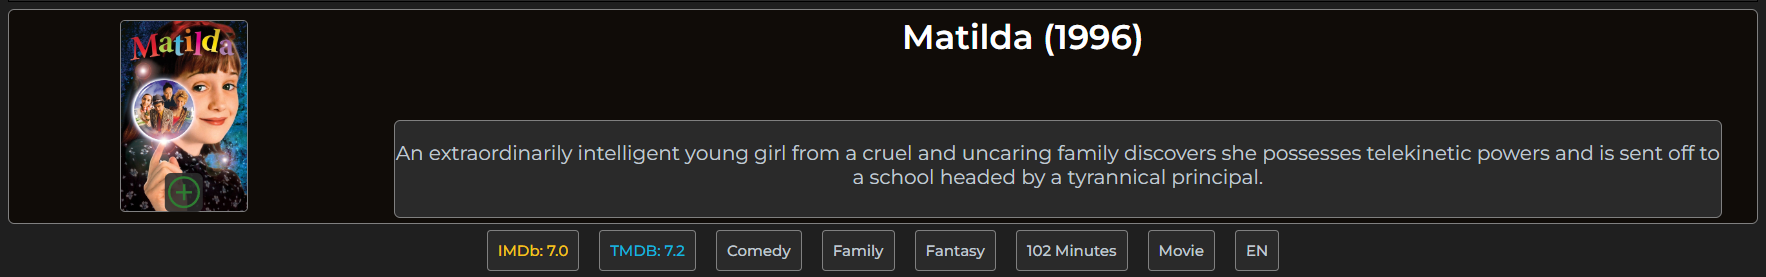 Matilda
Matilda (1996)
An extraordinarily intelligent young girl from a cruel and uncaring family discovers she possesses telekinetic powers and is sent off to
a school headed by a tyrannical principal.
IMDb: 7.0
TMDB: 7.2
Comedy
Family
Fantasy
102 Minutes
Movie
EN